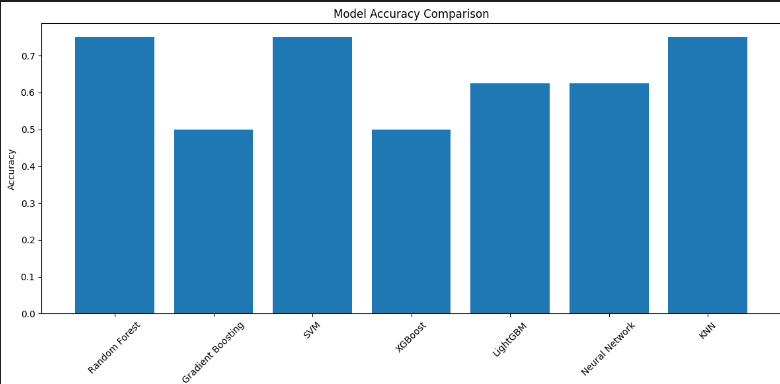 Model Accuracy Comparison
Accuracy
0.7
0.6
0.5
0.4
0.3
0.2
0.1
0.0
Random Forest
Gradient Boosting
SVM
XGBoost
LightGBM
Neural Network
KNN